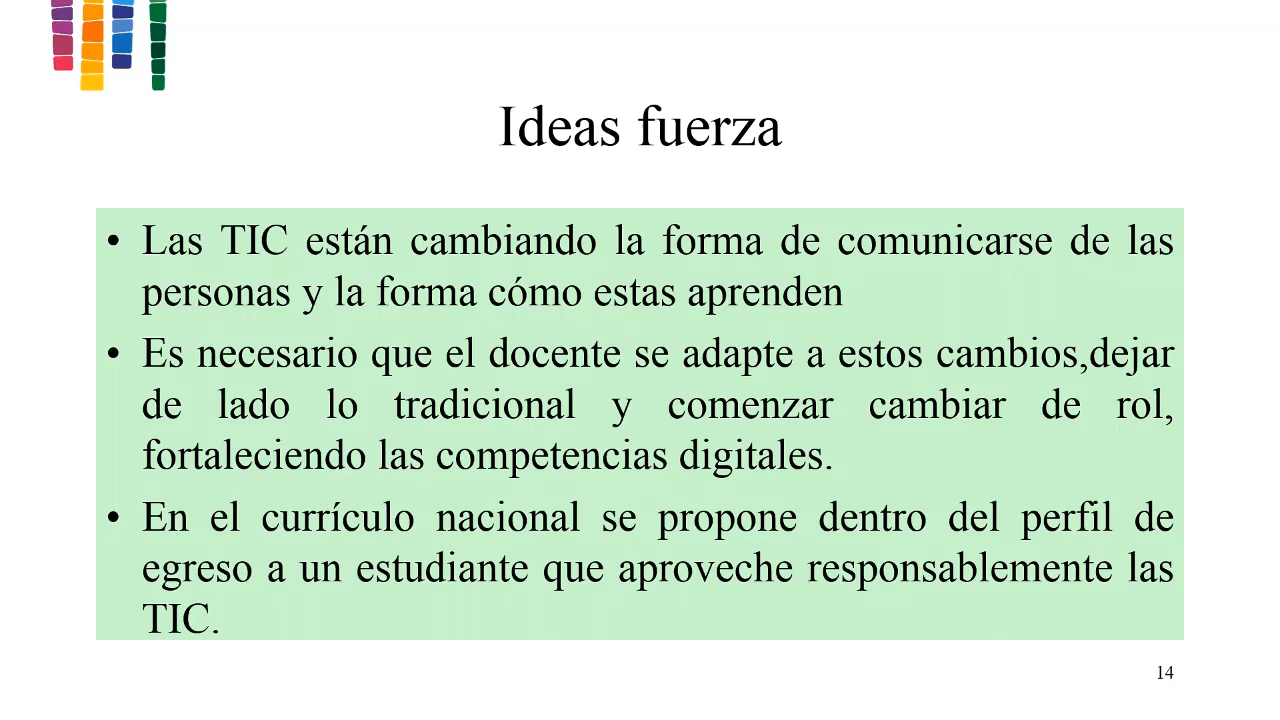 Ideas fuerza
• Las TIC están cambiando la forma de comunicarse de las
personas y la forma cómo estas aprenden
• Es necesario que el docente se adapte a estos cambios,dejar
de lado lo tradicional y comenzar cambiar de rol,
fortaleciendo las competencias digitales.
• En el currículo nacional se propone dentro del perfil de
egreso a un estudiante que aproveche responsablemente las
TIC.
14